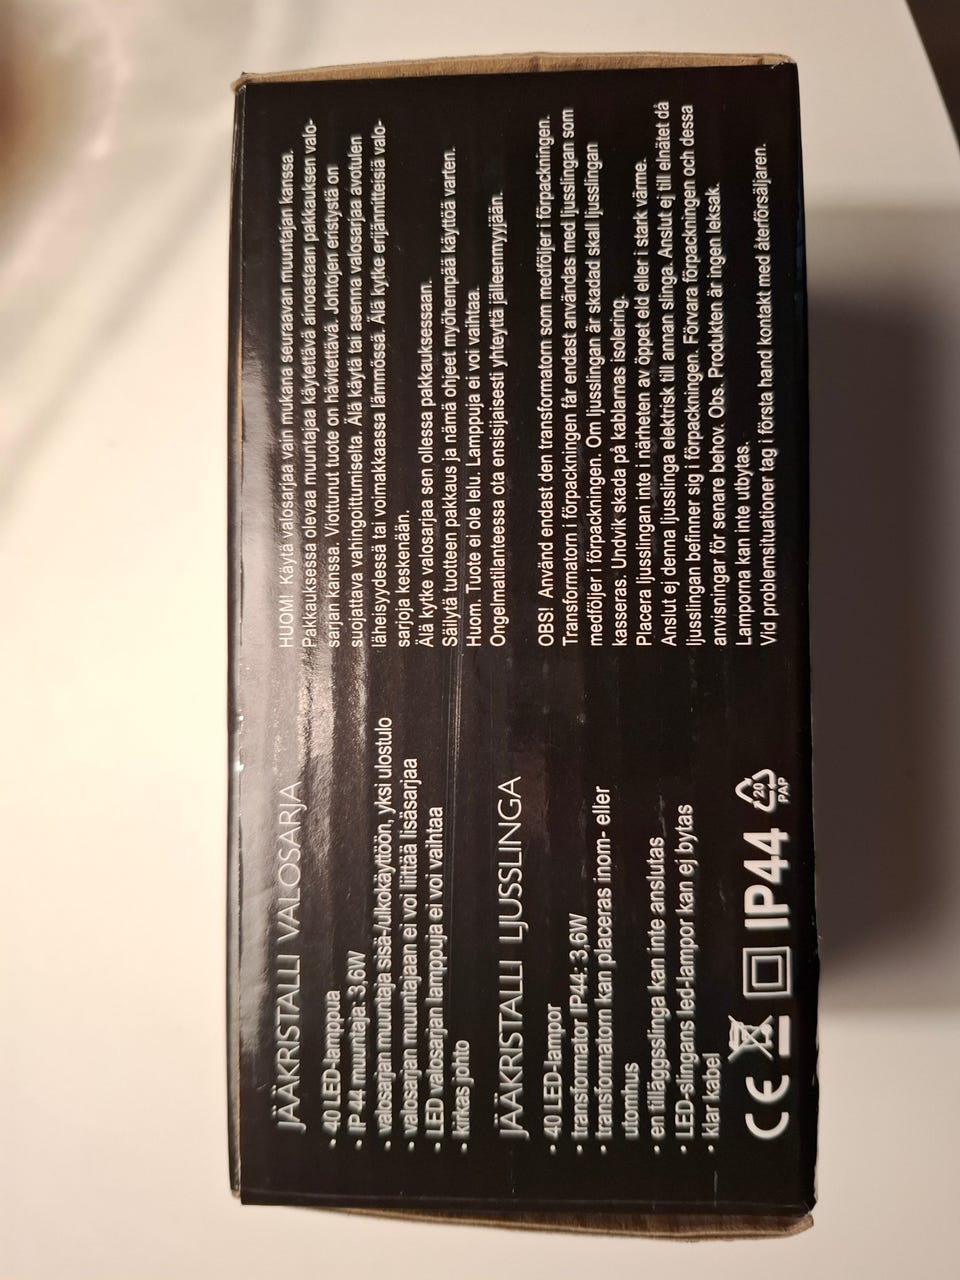 JÄÄKRISTALLI VALOSARJA
• 40 LED-lamppua
• IP 44 muuntaja: 3,6W
• valosarjan muuntaja sisä-/ulkokäyttöön, yksi ulostulo
• valosarjan muuntajaan ei voi liittää lisäsarjaa
• LED valosarjan lamppuja ei voi vaihtaa
• kirkas johto
JÄÄKRISTALLI LJUSSLINGA
• 40 LED-lampor
• transformator IP44: 3,6W
• transformatorn kan placeras inom- eller
utomhus
• en tilläggsslinga kan inte anslutas
• LED-slingans led-lampor kan ej bytas
• klar kabel
CE IP44 20
PAP
HUOM! Käytä valosarjaa vain mukana seuraavan muuntajan kanssa.
Pakkauksessa olevaa muuntajaa käytettävä ainoastaan pakkauksen valo-
sarjan kanssa. Viottunut tuote on hävitettävä. Johtojen eristystä on
suojattava vahingoittumiselta. Älä käytä tai asenna valosarjaa avotulen
läheisyydessä tai voimakkaassa lämmössä. Älä kytke erijännitteisiä valo-
sarjoja keskenään.
Älä kytke valosarjaa sen ollessa pakkauksessaan.
Säilytä tuotteen pakkaus ja nämä ohjeet myöhempää käyttöä varten.
Huom. Tuote ei ole lelu. Lamppuja ei voi vaihtaa.
Ongelmatilanteessa ota ensisijaisesti yhteyttä jälleenmyyjään.
OBS! Använd endast den transformatorn som medföljer i förpackningen.
Transformatorn i förpackningen får endast användas med ljusslingan som
medföljer i förpackningen. Om ljusslingan är skadad skall ljusslingan
kasseras. Undvik skada på kablarnas isolering.
Placera ljusslingan inte i närheten av öppet eld eller i stark värme.
Anslut ej denna ljusslinga elektrisk till annan slinga. Anslut ej till elnätet då
ljusslingan befinner sig i förpackningen. Förvara förpackningen och dessa
anvisningar för senare behov. Obs. Produkten är ingen leksak.
Lamporna kan inte utbytas.
Vid problemsituationer tag i första hand kontakt med återförsäljaren.